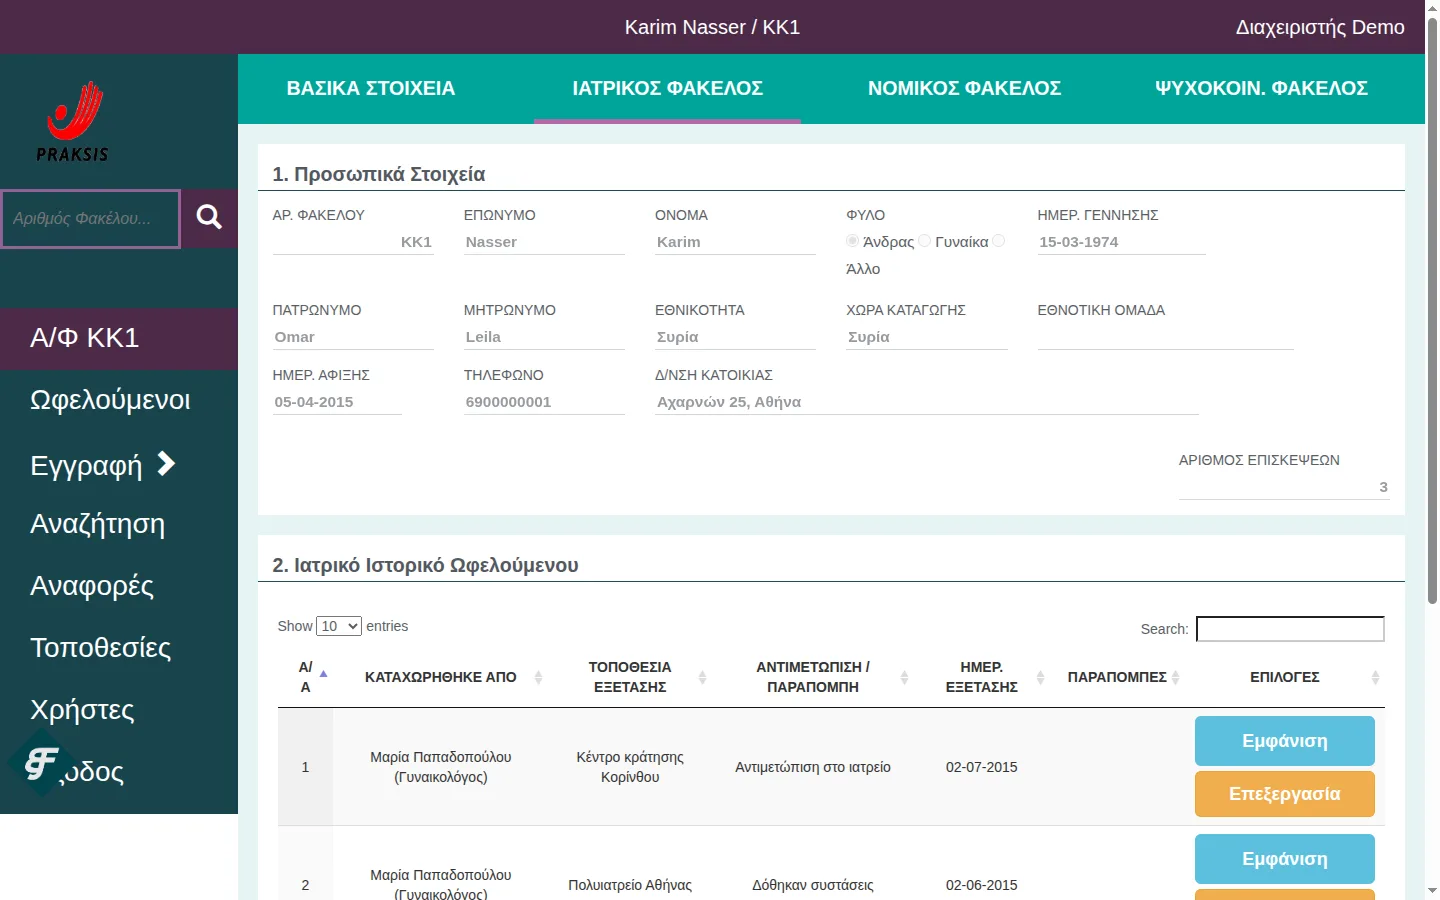 Karim Nasser / KK1
Διαχειριστής Demo
PRAKSIS
Αριθμός Φακέλου...
Α/Φ KK1
Ωφελούμενοι
Εγγραφή
Αναζήτηση
Αναφορές
Τοποθεσίες
Χρήστες
ΒΑΣΙΚΑ ΣΤΟΙΧΕΙΑ
ΙΑΤΡΙΚΟΣ ΦΑΚΕΛΟΣ
ΝΟΜΙΚΟΣ ΦΑΚΕΛΟΣ
ΨΥΧΟΚΟΙΝ. ΦΑΚΕΛΟΣ
1. Προσωπικά Στοιχεία
ΑΡ. ΦΑΚΕΛΟΥ
ΕΠΩΝΥΜΟ
ΟΝΟΜΑ
ΦΥΛΟ
ΗΜΕΡ. ΓΕΝΝΗΣΗΣ
KK1
Nasser
Karim
Άνδρας Γυναίκα
Άλλο
15-03-1974
ΠΑΤΡΩΝΥΜΟ
ΜΗΤΡΩΝΥΜΟ
ΕΘΝΙΚΟΤΗΤΑ
ΧΩΡΑ ΚΑΤΑΓΩΓΗΣ
ΕΘΝΟΤΙΚΗ ΟΜΑΔΑ
Omar
Leila
Συρία
Συρία
ΗΜΕΡ. ΑΦΙΞΗΣ
ΤΗΛΕΦΩΝΟ
Δ/ΝΣΗ ΚΑΤΟΙΚΙΑΣ
05-04-2015
6900000001
Αχαρνών 25, Αθήνα
ΑΡΙΘΜΟΣ ΕΠΙΣΚΕΨΕΩΝ
3
2. Ιατρικό Ιστορικό Ωφελούμενου
Show 10 entries
Search:
Α/
Α
ΚΑΤΑΧΩΡΗΘΗΚΕ ΑΠΟ
ΤΟΠΟΘΕΣΙΑ
ΕΞΕΤΑΣΗΣ
ΑΝΤΙΜΕΤΩΠΙΣΗ /
ΠΑΡΑΠΟΜΠΗ
ΗΜΕΡ.
ΕΞΕΤΑΣΗΣ
ΠΑΡΑΠΟΜΠΕΣ
ΕΠΙΛΟΓΕΣ
1
Μαρία Παπαδοπούλου
(Γυναικολόγος)
Κέντρο κράτησης
Κορίνθου
Αντιμετώπιση στο ιατρείο
02-07-2015
Εμφάνιση
Επεξεργασία
2
Μαρία Παπαδοπούλου
(Γυναικολόγος)
Πολυιατρείο Αθήνας
Δόθηκαν συστάσεις
02-06-2015
Εμφάνιση